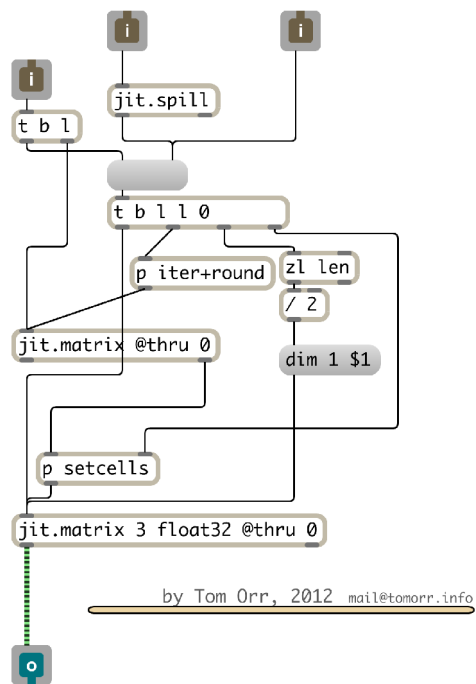 i
i
i
jit.spill
t b l
t b l l 0
p iter+round
zl len
/ 2
jit.matrix @thru 0
dim 1 $1
p setcells
jit.matrix 3 float32 @thru 0
by Tom Orr, 2012 mail@tomorr.info
o